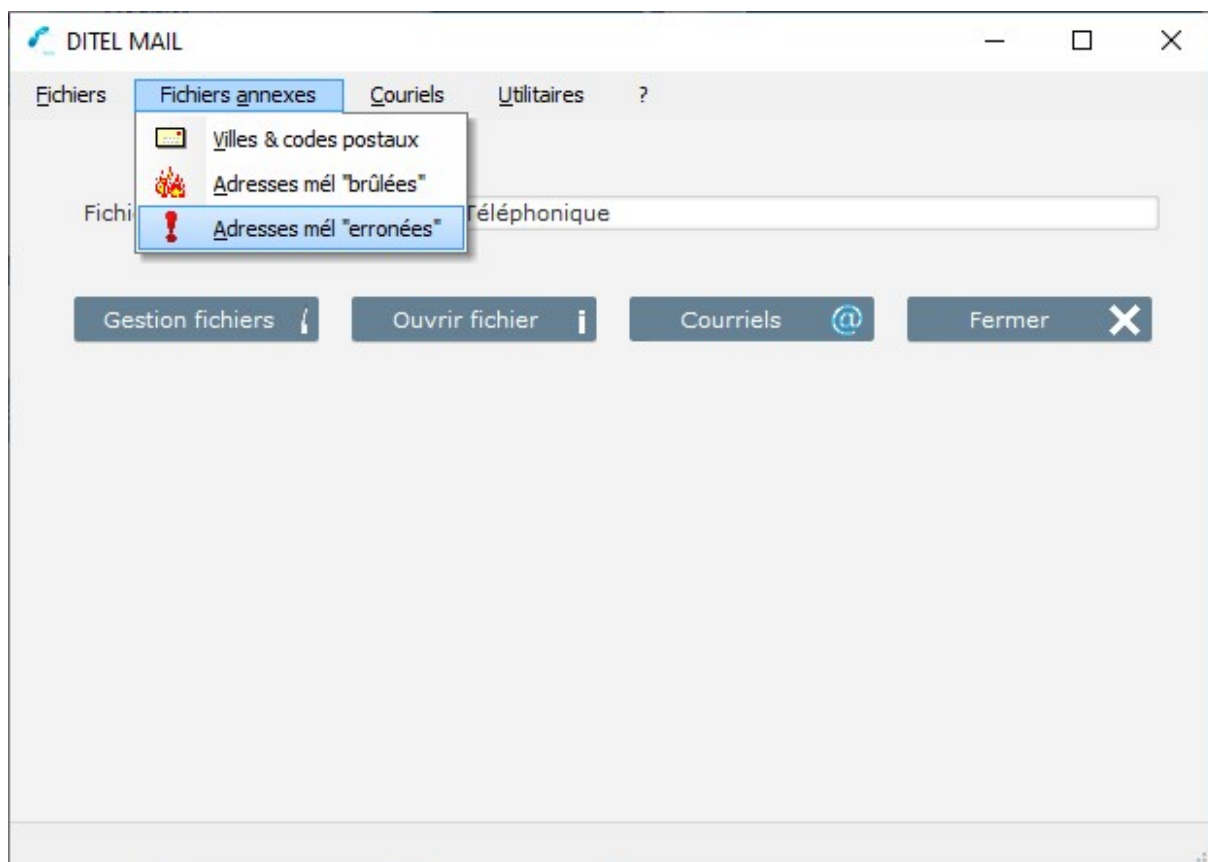 DITEL MAIL
Fichiers Fichiers annexes Couriels Utilitaires ?
Villes & codes postaux
Adresses mél "brûlées"
Adresses mél "erronées"
Fichi Téléphonique
Gestion fichiers Ouvrir fichier Courriels @ Fermer